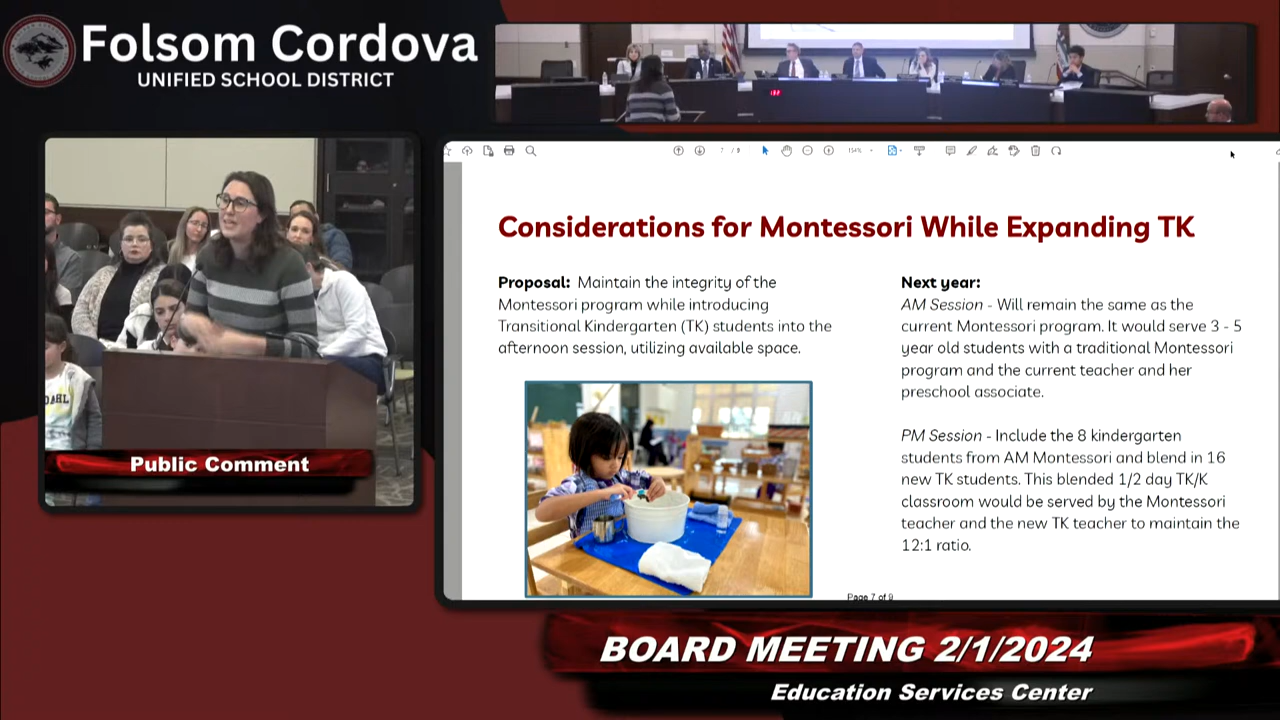 Folsom Cordova
UNIFIED SCHOOL DISTRICT
7 / 9
154%
Considerations for Montessori While Expanding TK
Proposal: Maintain the integrity of the
Montessori program while introducing
Transitional Kindergarten (TK) students into the
afternoon session, utilizing available space.
Next year:
AM Session - Will remain the same as the
current Montessori program. It would serve 3 - 5
year old students with a traditional Montessori
program and the current teacher and her
preschool associate.
PM Session - Include the 8 kindergarten
students from AM Montessori and blend in 16
new TK students. This blended 1/2 day TK/K
classroom would be served by the Montessori
teacher and the new TK teacher to maintain the
12:1 ratio.
Page 7 of 9
Public Comment
BOARD MEETING 2/1/2024
Education Services Center